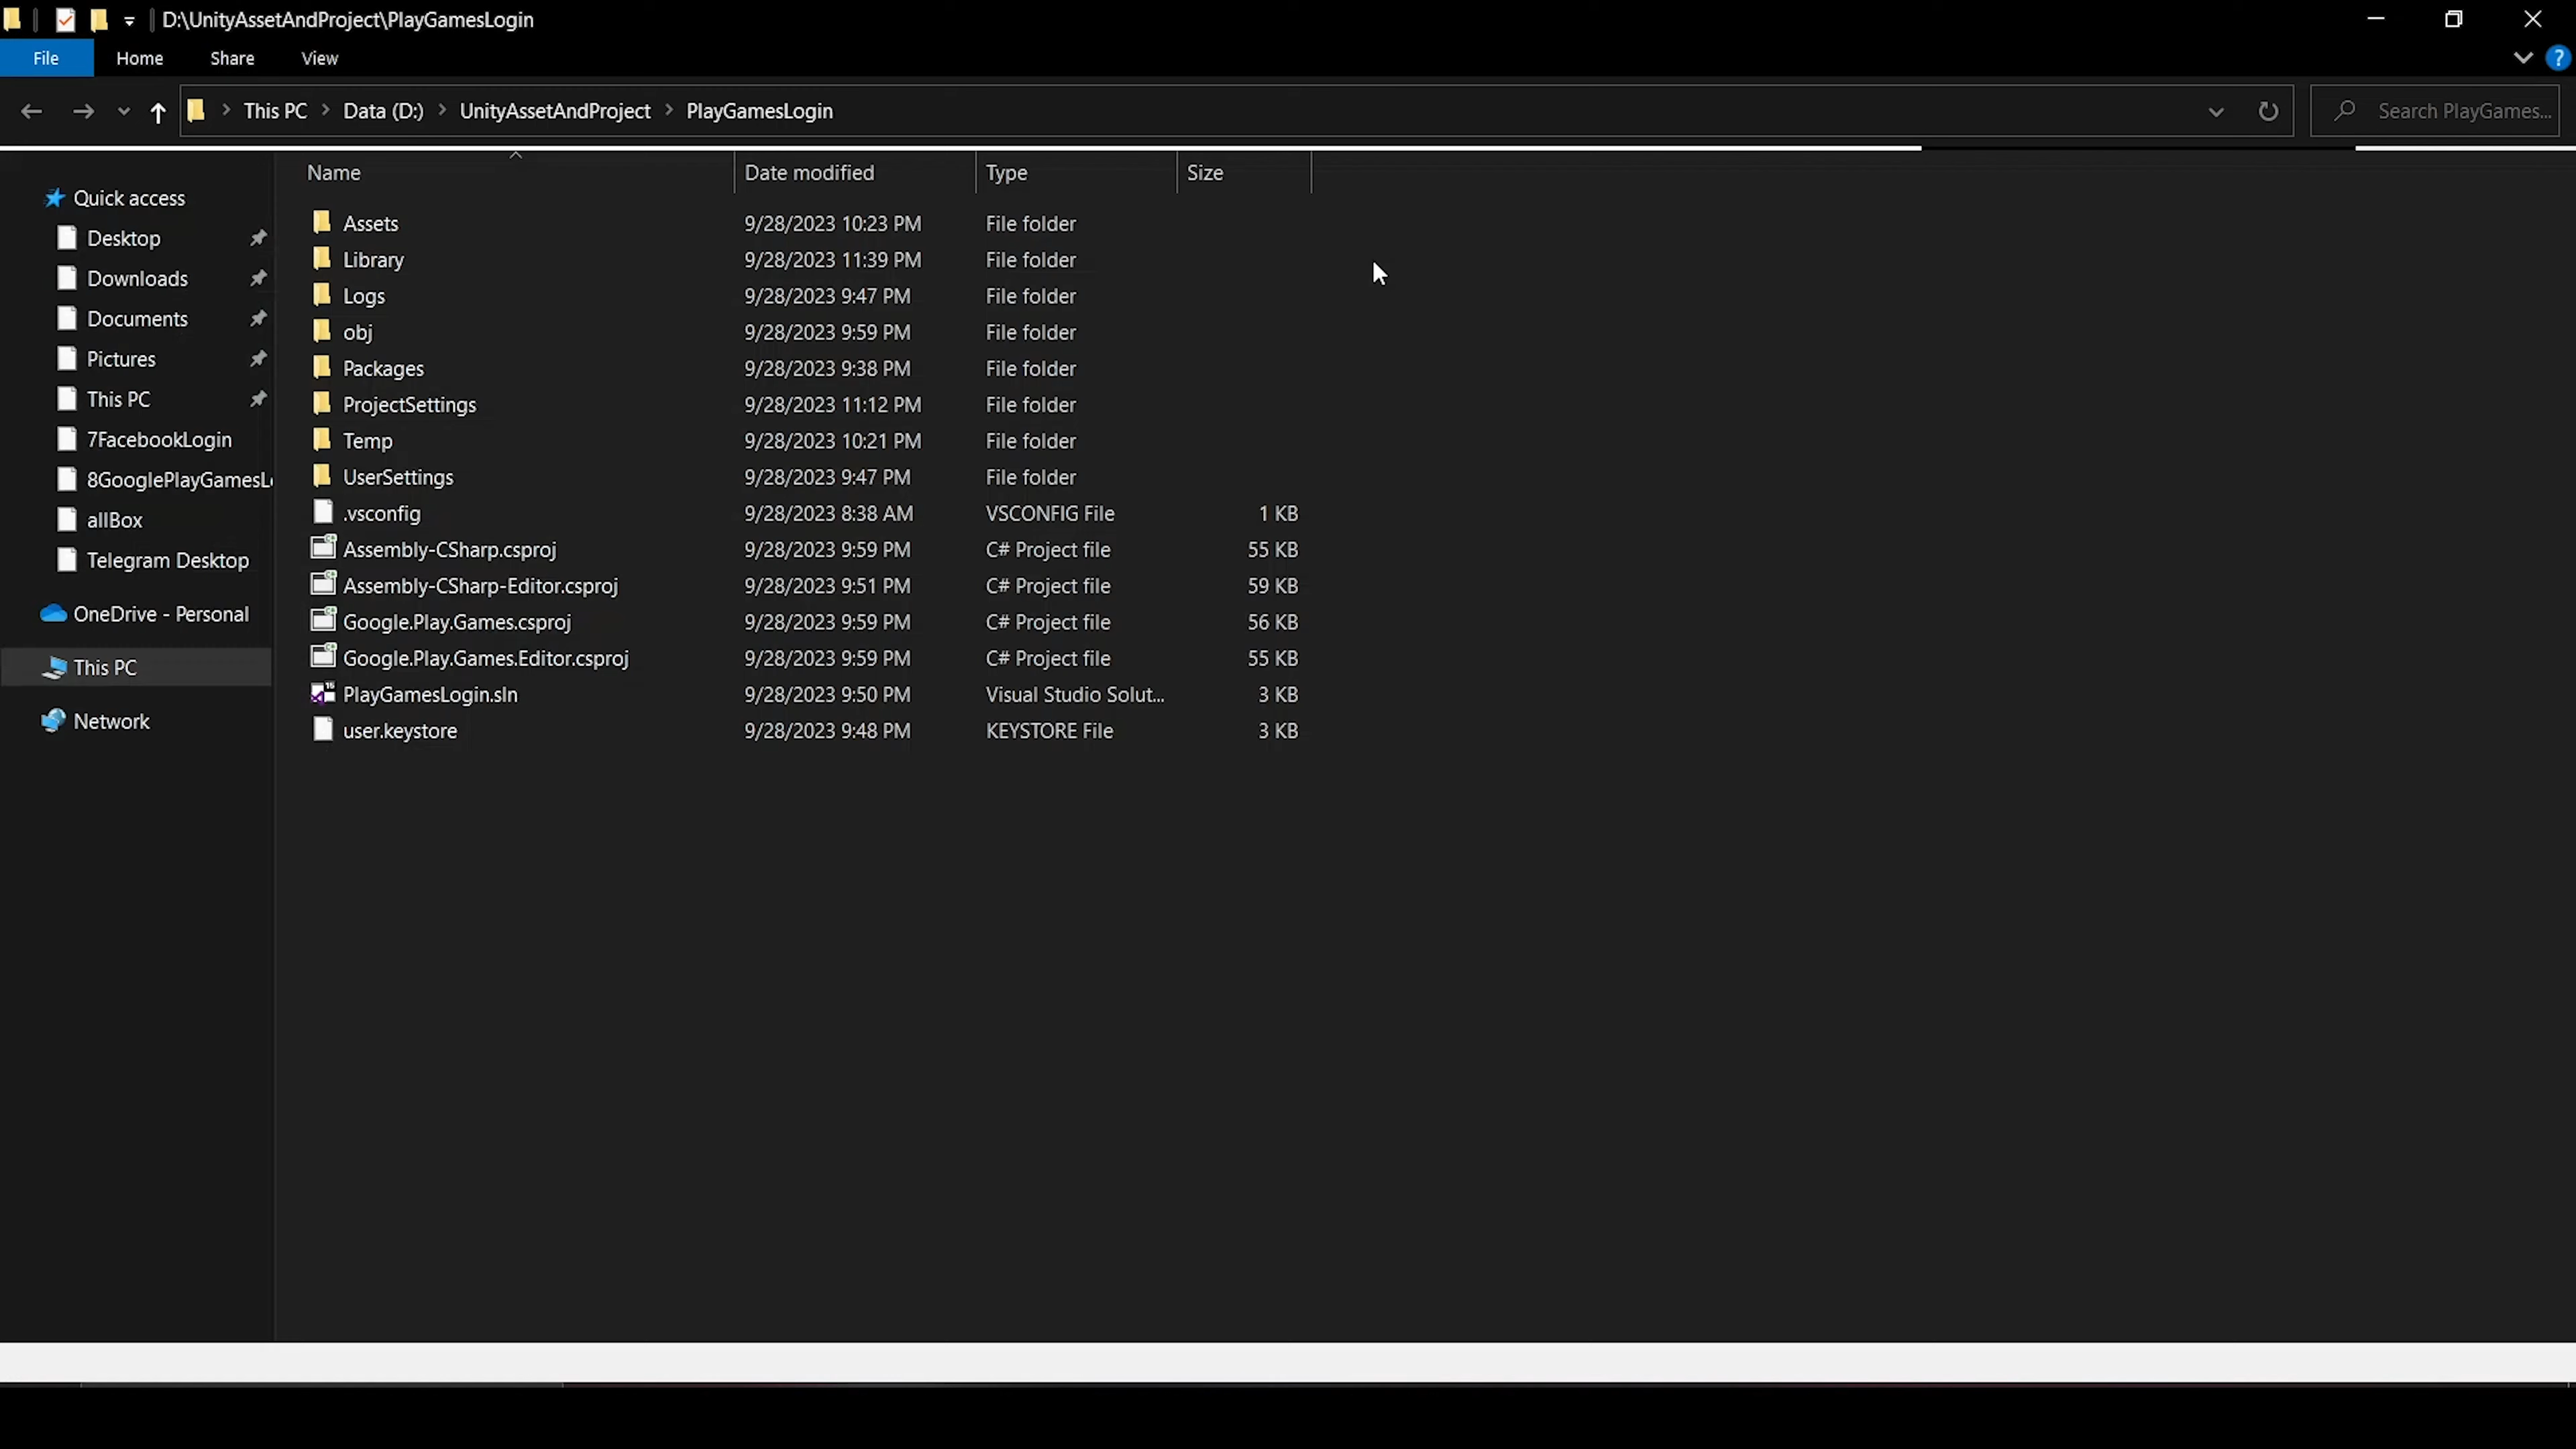 D:\UnityAssetAndProject\PlayGamesLogin
File Home Share View
This PC Data (D:) UnityAssetAndProject PlayGamesLogin Search PlayGames...
Name Date modified Type Size
Quick access
Desktop
Downloads
Documents
Pictures
This PC
7FacebookLogin
8GooglePlayGamesL
allBox
Telegram Desktop
OneDrive - Personal
This PC
Network
Assets 9/28/2023 10:23 PM File folder
Library 9/28/2023 11:39 PM File folder
Logs 9/28/2023 9:47 PM File folder
obj 9/28/2023 9:59 PM File folder
Packages 9/28/2023 9:38 PM File folder
ProjectSettings 9/28/2023 11:12 PM File folder
Temp 9/28/2023 10:21 PM File folder
UserSettings 9/28/2023 9:47 PM File folder
.vsconfig 9/28/2023 8:38 AM VSCONFIG File 1 KB
Assembly-CSharp.csproj 9/28/2023 9:59 PM C# Project file 55 KB
Assembly-CSharp-Editor.csproj 9/28/2023 9:51 PM C# Project file 59 KB
Google.Play.Games.csproj 9/28/2023 9:59 PM C# Project file 56 KB
Google.Play.Games.Editor.csproj 9/28/2023 9:59 PM C# Project file 55 KB
PlayGamesLogin.sln 9/28/2023 9:50 PM Visual Studio Solut... 3 KB
user.keystore 9/28/2023 9:48 PM KEYSTORE File 3 KB